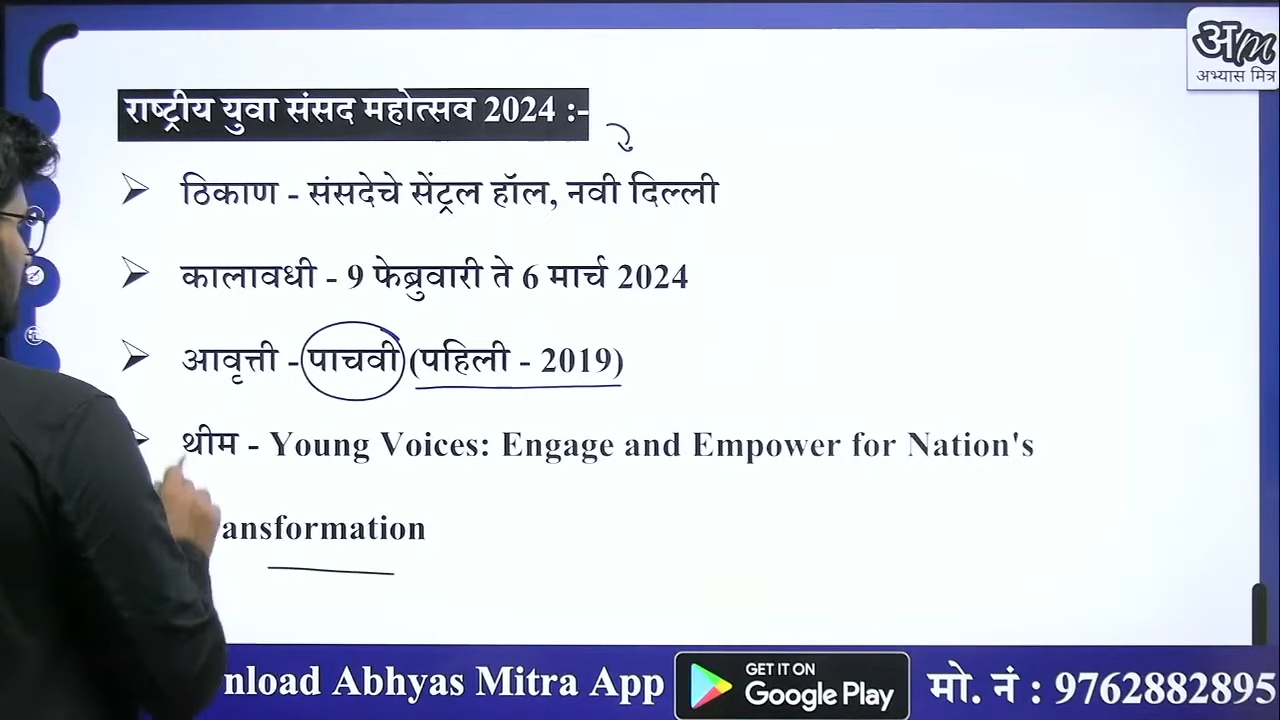 अm
अभ्यास मित्र
राष्ट्रीय युवा संसद महोत्सव 2024 :-
ठिकाण - संसदेचे सेंट्रल हॉल, नवी दिल्ली
कालावधी - 9 फेब्रुवारी ते 6 मार्च 2024
आवृत्ती - पाचवी (पहिली - 2019)
थीम - Young Voices: Engage and Empower for Nation's
ansformation
nload Abhyas Mitra App
GET IT ON
Google Play
मो. नं : 9762882895